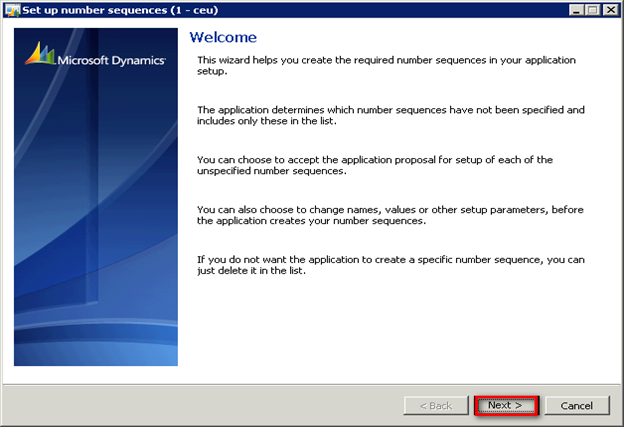 Set up number sequences (1 - ceu)
Microsoft Dynamics
Welcome
This wizard helps you create the required number sequences in your application
setup.
The application determines which number sequences have not been specified and
includes only these in the list.
You can choose to accept the application proposal for setup of each of the
unspecified number sequences.
You can also choose to change names, values or other setup parameters, before
the application creates your number sequences.
If you do not want the application to create a specific number sequence, you can
just delete it in the list.
< Back
Next >
Cancel